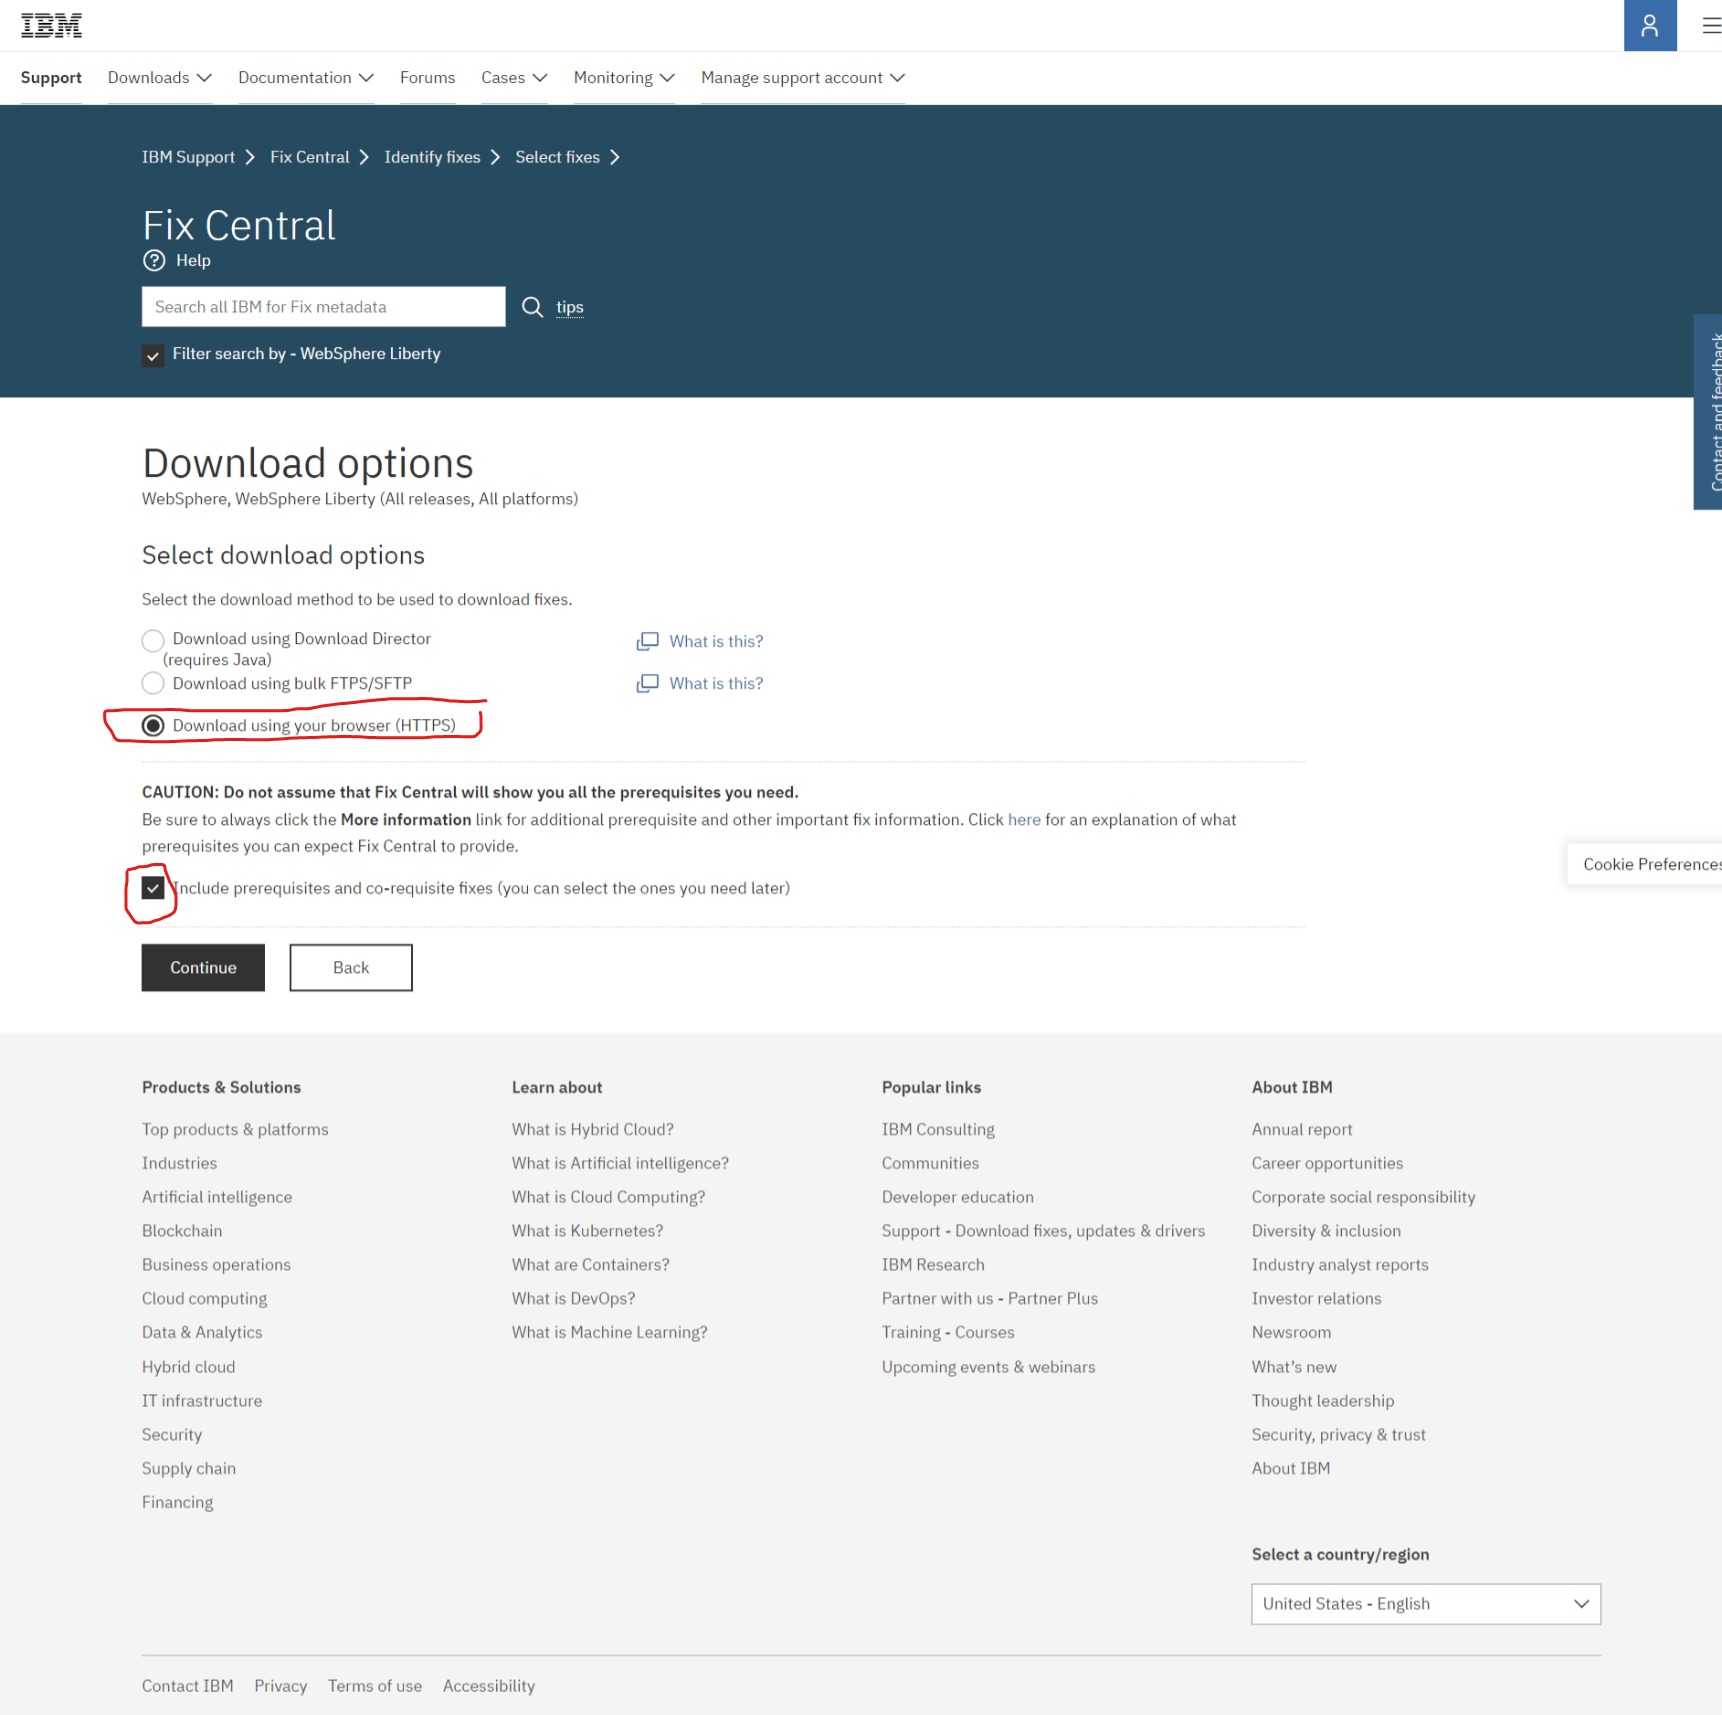 IBM
Support Downloads Documentation Forums Cases Monitoring Manage support account
IBM Support Fix Central Identify fixes Select fixes
Fix Central
? Help
Search all IBM for Fix metadata tips
Filter search by - WebSphere Liberty
Contact and feedback
Download options
WebSphere, WebSphere Liberty (All releases, All platforms)
Select download options
Select the download method to be used to download fixes.
Download using Download Director What is this?
(requires Java)
Download using bulk FTPS/SFTP What is this?
Download using your browser (HTTPS)
CAUTION: Do not assume that Fix Central will show you all the prerequisites you need.
Be sure to always click the More information link for additional prerequisite and other important fix information. Click here for an explanation of what
prerequisites you can expect Fix Central to provide.
Cookie Preferences
Include prerequisites and co-requisite fixes (you can select the ones you need later)
Continue Back
Products & Solutions
Top products & platforms
Industries
Artificial intelligence
Blockchain
Business operations
Cloud computing
Data & Analytics
Hybrid cloud
IT infrastructure
Security
Supply chain
Financing
Learn about
What is Hybrid Cloud?
What is Artificial intelligence?
What is Cloud Computing?
What is Kubernetes?
What are Containers?
What is DevOps?
What is Machine Learning?
Popular links
IBM Consulting
Communities
Developer education
Support - Download fixes, updates & drivers
IBM Research
Partner with us - Partner Plus
Training - Courses
Upcoming events & webinars
About IBM
Annual report
Career opportunities
Corporate social responsibility
Diversity & inclusion
Industry analyst reports
Investor relations
Newsroom
What's new
Thought leadership
Security, privacy & trust
About IBM
Select a country/region
United States - English
Contact IBM Privacy Terms of use Accessibility